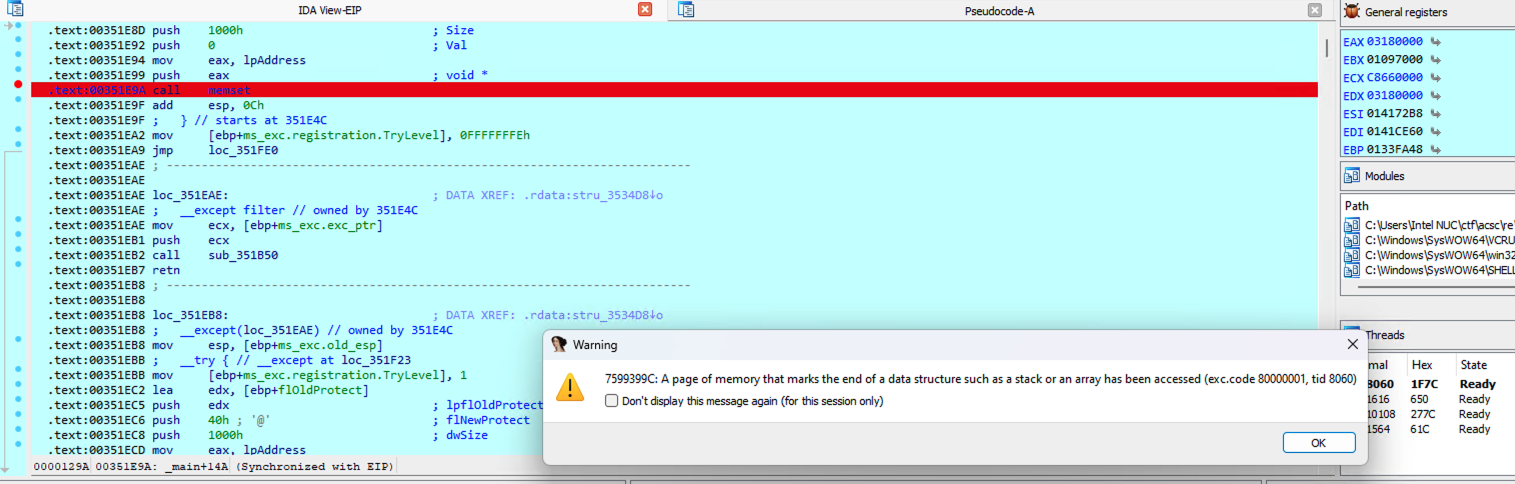 IDA View-EIP
Pseudocode-A
General registers
.text:00351E8D push 1000h ; Size
.text:00351E92 push 0 ; Val
.text:00351E94 mov eax, lpAddress
.text:00351E99 push eax ; void *
.text:00351E9A call memset
.text:00351E9F add esp, 0Ch
.text:00351E9F ; } // starts at 351E4C
.text:00351EA2 mov [ebp+ms_exc.registration.TryLevel], 0FFFFFFFEh
.text:00351EA9 jmp loc_351FE0
.text:00351EAE ; ---------------------------------------------------------------------------
.text:00351EAE
.text:00351EAE loc_351EAE: ; DATA XREF: .rdata:stru_3534D8↓o
.text:00351EAE ; __except filter // owned by 351E4C
.text:00351EAE mov ecx, [ebp+ms_exc.exc_ptr]
.text:00351EB1 push ecx
.text:00351EB2 call sub_351B50
.text:00351EB7 retn
.text:00351EB8 ; ---------------------------------------------------------------------------
.text:00351EB8
.text:00351EB8 loc_351EB8: ; DATA XREF: .rdata:stru_3534D8↓o
.text:00351EB8 ; __except(loc_351EAE) // owned by 351E4C
.text:00351EB8 mov esp, [ebp+ms_exc.old_esp]
.text:00351EBB ; __try { // __except at loc_351F23
.text:00351EBB mov [ebp+ms_exc.registration.TryLevel], 1
.text:00351EC2 lea edx, [ebp+flOldProtect]
.text:00351EC5 push edx ; lpflOldProtect
.text:00351EC6 push 40h ; '@' ; flNewProtect
.text:00351EC8 push 1000h ; dwSize
.text:00351ECD mov eax, lpAddress
0000129A 00351E9A: _main+14A (Synchronized with EIP)
EAX 03180000
EBX 01097000
ECX C8660000
EDX 03180000
ESI 014172B8
EDI 0141CE60
EBP 0133FA48
Modules
Path
C:\Users\Intel NUC\ctf\acsc\re\
C:\Windows\SysWOW64\VCRU
C:\Windows\SysWOW64\win32
C:\Windows\SysWOW64\SHELL
Threads
mal Hex State
8060 1F7C Ready
1616 650 Ready
10108 277C Ready
1564 61C Ready
Warning
7599399C: A page of memory that marks the end of a data structure such as a stack or an array has been accessed (exc.code 80000001, tid 8060)
Don't display this message again (for this session only)
OK